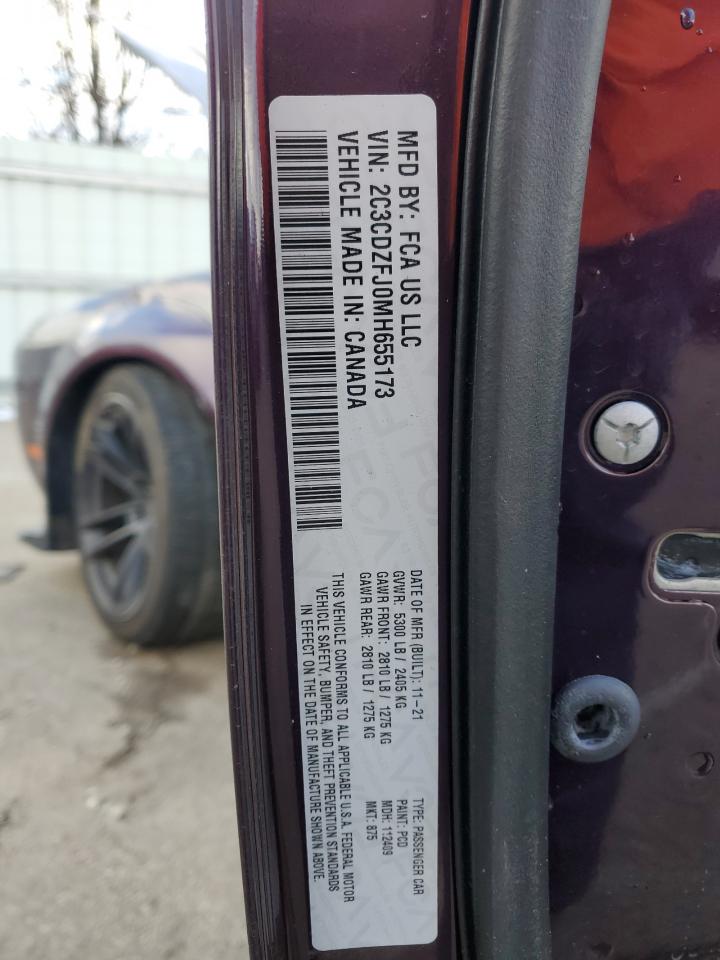 MFD BY: FCA US LLC
VIN: 2C3CDZFJ0MH655173
VEHICLE MADE IN: CANADA
DATE OF MFR (BUILT): 11-21
GVWR: 5300 LB / 2405 KG
GAWR FRONT: 2810 LB / 1275 KG
GAWR REAR: 2810 LB / 1275 KG
TYPE: PASSENGER CAR
PAINT: PCD
MDH: 112409
MKT: 875
THIS VEHICLE CONFORMS TO ALL APPLICABLE U.S.A. FEDERAL MOTOR
VEHICLE SAFETY, BUMPER, AND THEFT PREVENTION STANDARDS
IN EFFECT ON THE DATE OF MANUFACTURE SHOWN ABOVE.
FCA